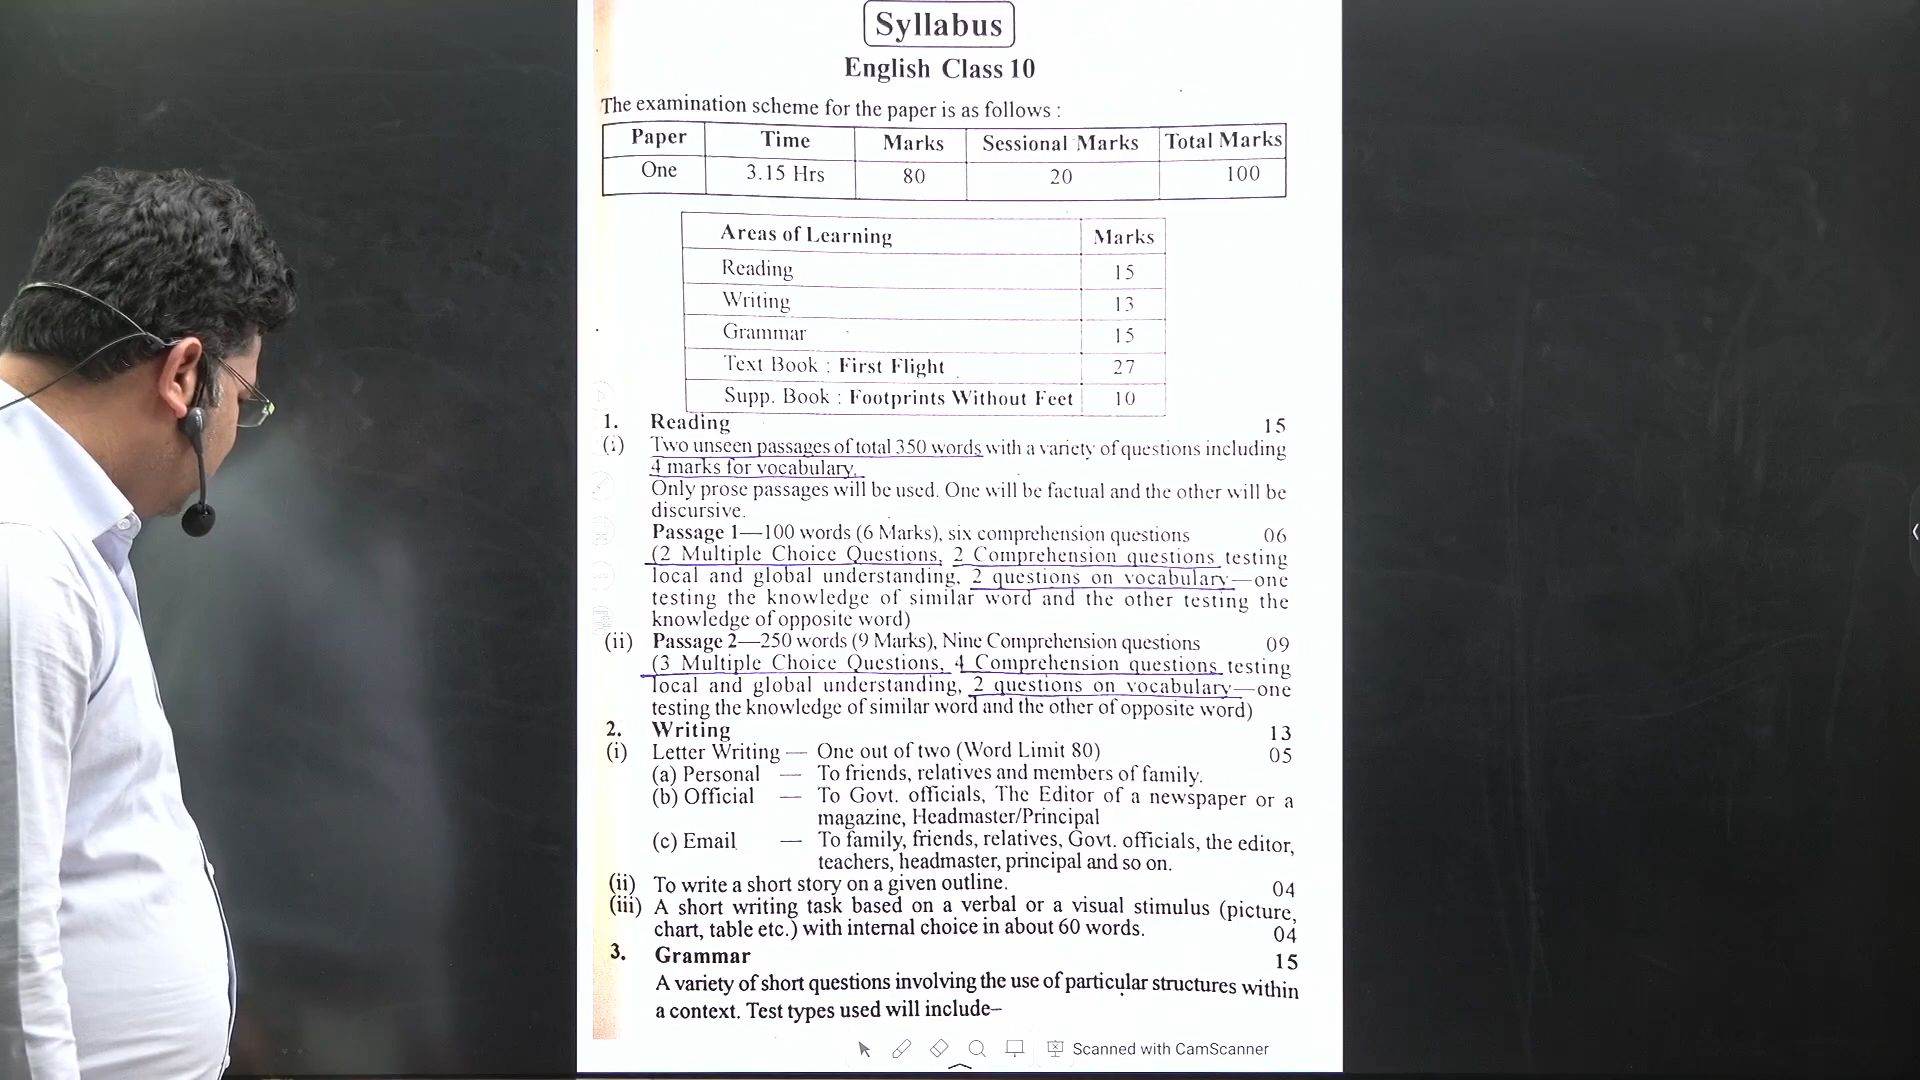 Syllabus
English Class 10
The examination scheme for the paper is as follows :
Paper Time Marks Sessional Marks Total Marks
One 3.15 Hrs 80 20 100
Areas of Learning Marks
Reading 15
Writing 13
Grammar 15
Text Book : First Flight 27
Supp. Book : Footprints Without Feet 10
1. Reading 15
(i) Two unseen passages of total 350 words with a variety of questions including
4 marks for vocabulary.
Only prose passages will be used. One will be factual and the other will be
discursive.
Passage 1—100 words (6 Marks), six comprehension questions 06
(2 Multiple Choice Questions, 2 Comprehension questions testing
local and global understanding, 2 questions on vocabulary—one
testing the knowledge of similar word and the other testing the
knowledge of opposite word)
(ii) Passage 2—250 words (9 Marks), Nine Comprehension questions 09
(3 Multiple Choice Questions, 4 Comprehension questions testing
local and global understanding, 2 questions on vocabulary—one
testing the knowledge of similar word and the other of opposite word)
2. Writing 13
(i) Letter Writing — One out of two (Word Limit 80) 05
(a) Personal — To friends, relatives and members of family.
(b) Official — To Govt. officials, The Editor of a newspaper or a
magazine, Headmaster/Principal
(c) Email — To family, friends, relatives, Govt. officials, the editor,
teachers, headmaster, principal and so on.
(ii) To write a short story on a given outline. 04
(iii) A short writing task based on a verbal or a visual stimulus (picture,
chart, table etc.) with internal choice in about 60 words. 04
3. Grammar 15
A variety of short questions involving the use of particular structures within
a context. Test types used will include–
Scanned with CamScanner